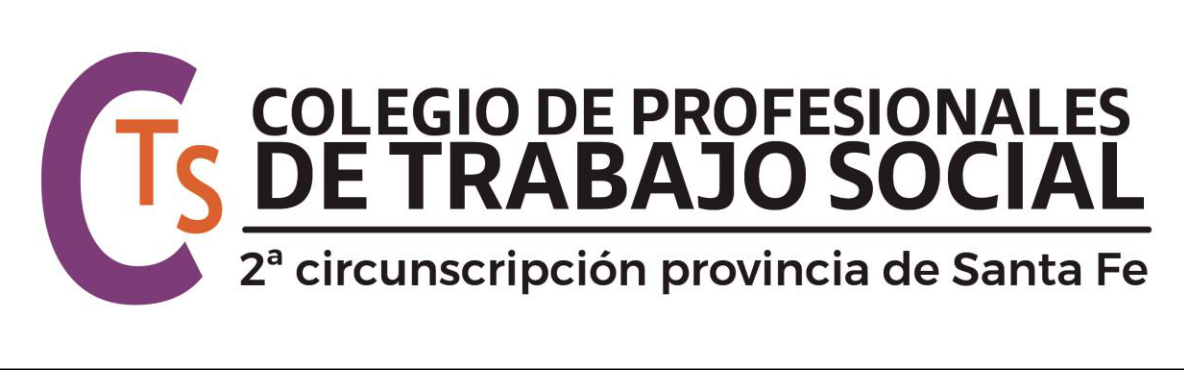 CTS
COLEGIO DE PROFESIONALES
DE TRABAJO SOCIAL
2ª circunscripción provincia de Santa Fe